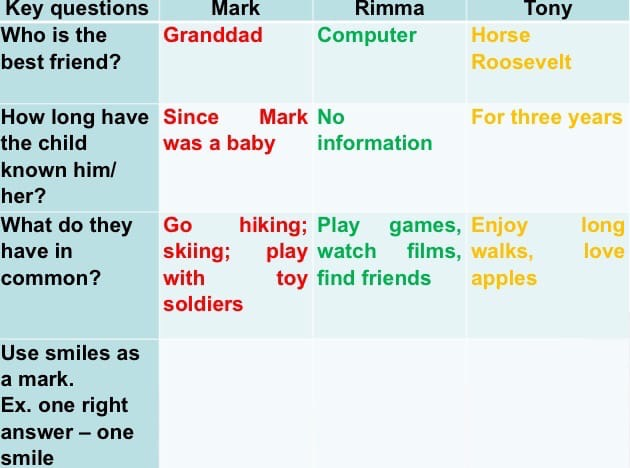 Key questions Mark Rimma Tony
Who is the Granddad Computer Horse
best friend? Roosevelt
How long have Since Mark No For three years
the child was a baby information
known him/
her?
What do they Go hiking; Play games, Enjoy long
have in skiing; play watch films, walks, love
common? with toy find friends apples
soldiers
Use smiles as
a mark.
Ex. one right
answer – one
smile